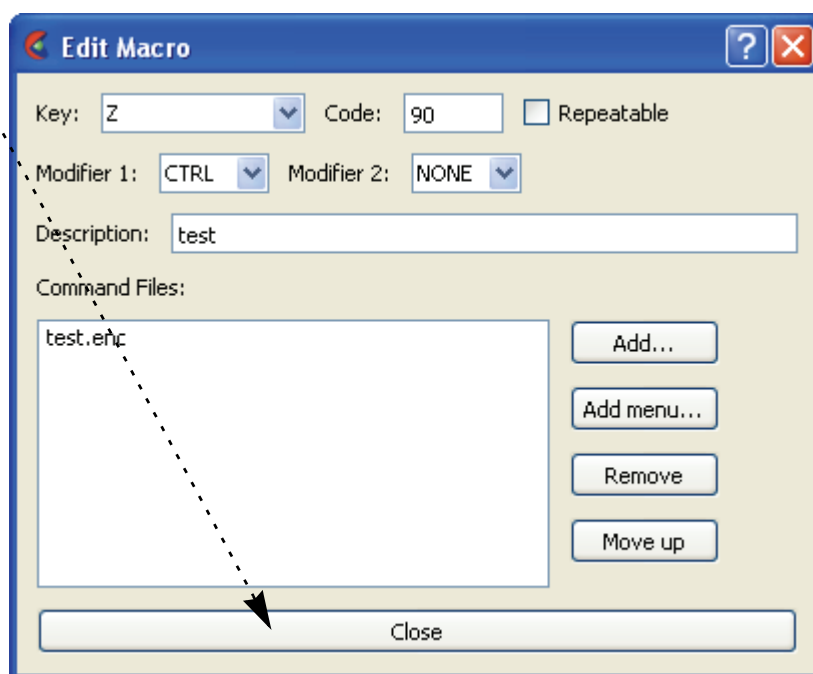 Edit Macro
Key: Z Code: 90 Repeatable
Modifier 1: CTRL Modifier 2: NONE
Description: test
Command Files:
test.enc
Add...
Add menu...
Remove
Move up
Close